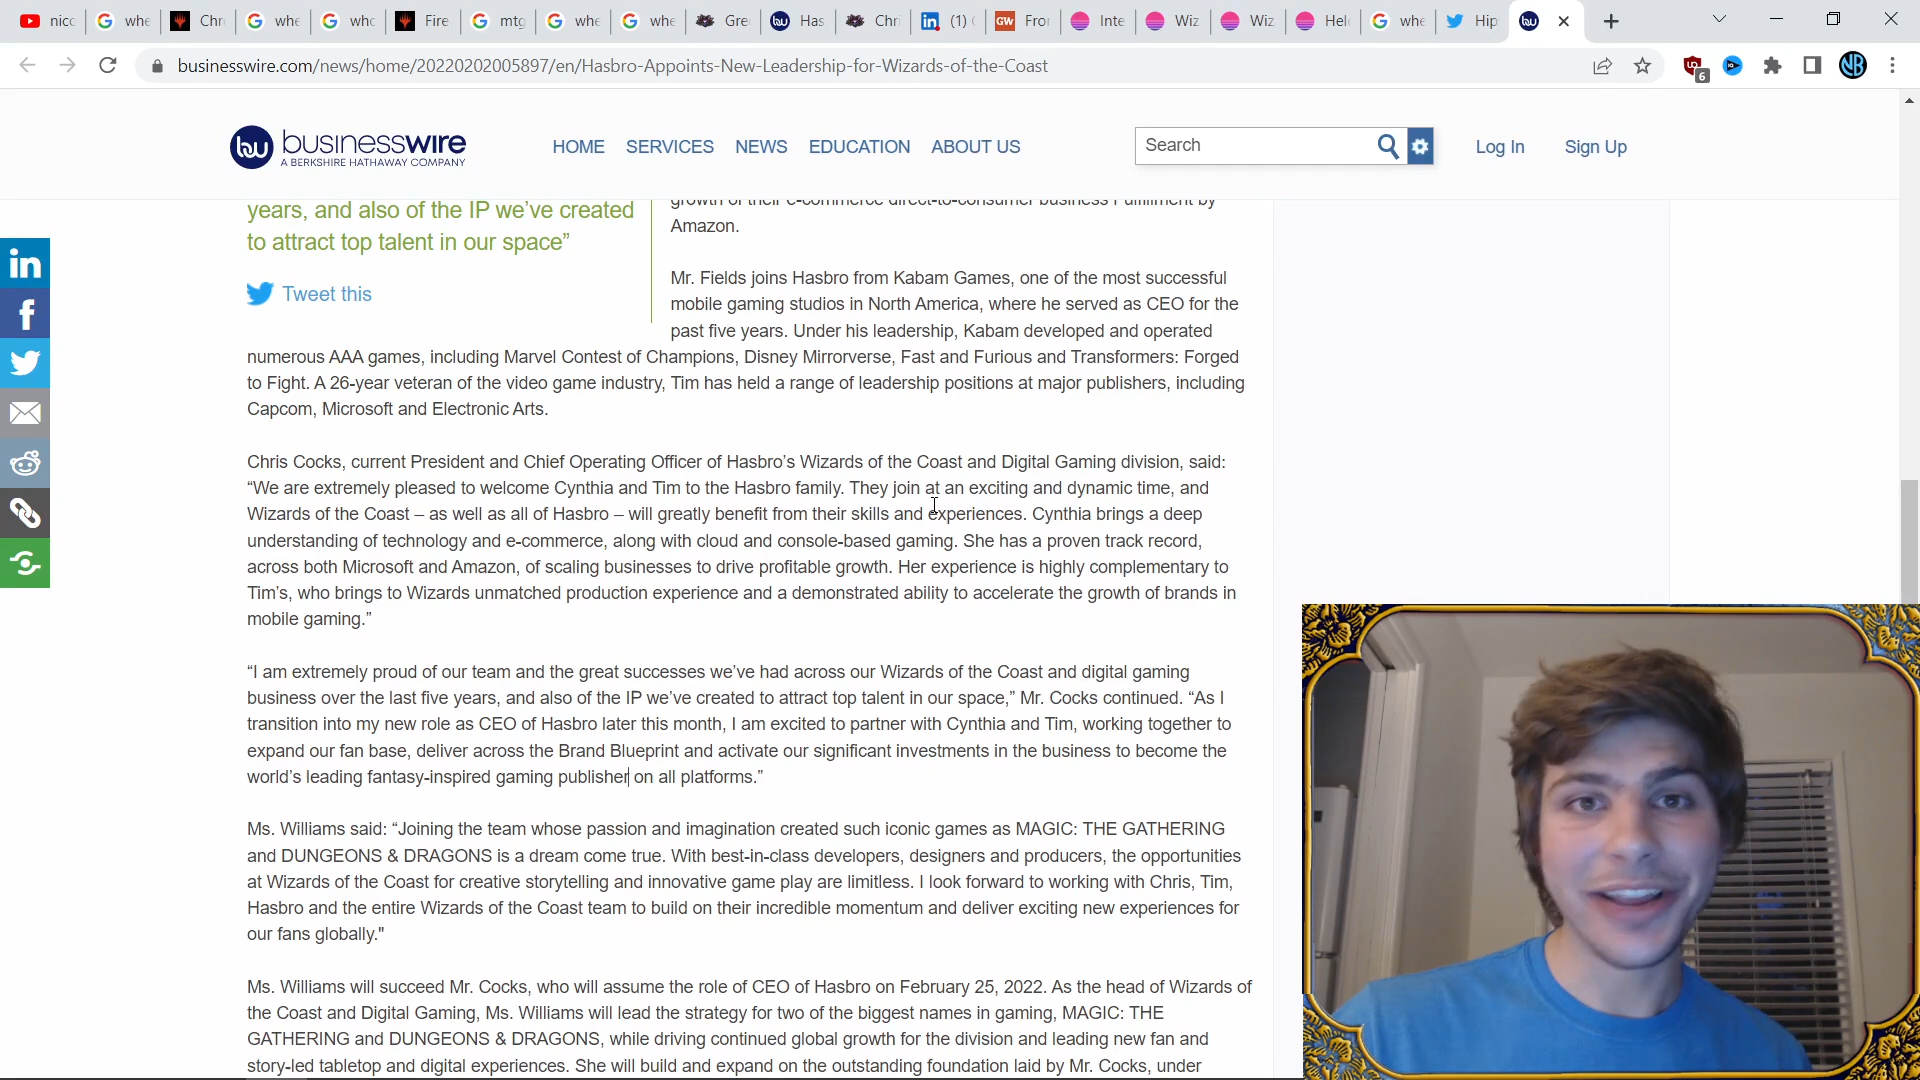 nicc
whe
Chr
whe
whc
Fire
mtg
whe
whe
Gre
Has
Chri
(1)
GW
Fror
Inte
Wiz
Wiz
Hel
whe
Hip
businesswire.com/news/home/20220202005897/en/Hasbro-Appoints-New-Leadership-for-Wizards-of-the-Coast
6
NB
bw businesswire
A BERKSHIRE HATHAWAY COMPANY
HOME SERVICES NEWS EDUCATION ABOUT US
Search
Log In Sign Up
years, and also of the IP we’ve created
to attract top talent in our space”
Tweet this
growth of their e-commerce direct-to-consumer business Fulfillment by
Amazon.
Mr. Fields joins Hasbro from Kabam Games, one of the most successful
mobile gaming studios in North America, where he served as CEO for the
past five years. Under his leadership, Kabam developed and operated
numerous AAA games, including Marvel Contest of Champions, Disney Mirrorverse, Fast and Furious and Transformers: Forged
to Fight. A 26-year veteran of the video game industry, Tim has held a range of leadership positions at major publishers, including
Capcom, Microsoft and Electronic Arts.
Chris Cocks, current President and Chief Operating Officer of Hasbro’s Wizards of the Coast and Digital Gaming division, said:
“We are extremely pleased to welcome Cynthia and Tim to the Hasbro family. They join at an exciting and dynamic time, and
Wizards of the Coast – as well as all of Hasbro – will greatly benefit from their skills and experiences. Cynthia brings a deep
understanding of technology and e-commerce, along with cloud and console-based gaming. She has a proven track record,
across both Microsoft and Amazon, of scaling businesses to drive profitable growth. Her experience is highly complementary to
Tim’s, who brings to Wizards unmatched production experience and a demonstrated ability to accelerate the growth of brands in
mobile gaming.”
“I am extremely proud of our team and the great successes we’ve had across our Wizards of the Coast and digital gaming
business over the last five years, and also of the IP we’ve created to attract top talent in our space,” Mr. Cocks continued. “As I
transition into my new role as CEO of Hasbro later this month, I am excited to partner with Cynthia and Tim, working together to
expand our fan base, deliver across the Brand Blueprint and activate our significant investments in the business to become the
world’s leading fantasy-inspired gaming publisher on all platforms.”
Ms. Williams said: “Joining the team whose passion and imagination created such iconic games as MAGIC: THE GATHERING
and DUNGEONS & DRAGONS is a dream come true. With best-in-class developers, designers and producers, the opportunities
at Wizards of the Coast for creative storytelling and innovative game play are limitless. I look forward to working with Chris, Tim,
Hasbro and the entire Wizards of the Coast team to build on their incredible momentum and deliver exciting new experiences for
our fans globally."
Ms. Williams will succeed Mr. Cocks, who will assume the role of CEO of Hasbro on February 25, 2022. As the head of Wizards of
the Coast and Digital Gaming, Ms. Williams will lead the strategy for two of the biggest names in gaming, MAGIC: THE
GATHERING and DUNGEONS & DRAGONS, while driving continued global growth for the division and leading new fan and
story-led tabletop and digital experiences. She will build and expand on the outstanding foundation laid by Mr. Cocks, under